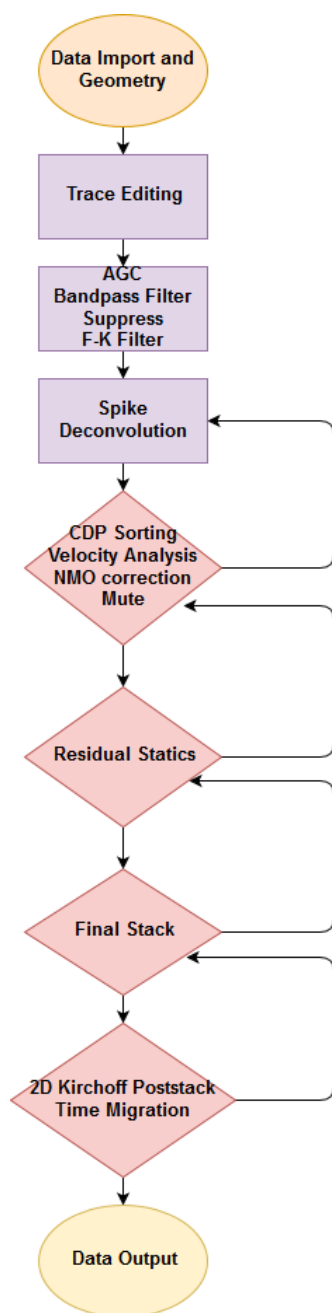 Data Import and
Geometry
Trace Editing
AGC
Bandpass Filter
Suppress
F-K Filter
Spike
Deconvolution
CDP Sorting
Velocity Analysis
NMO correction
Mute
Residual Statics
Final Stack
2D Kirchoff Poststack
Time Migration
Data Output